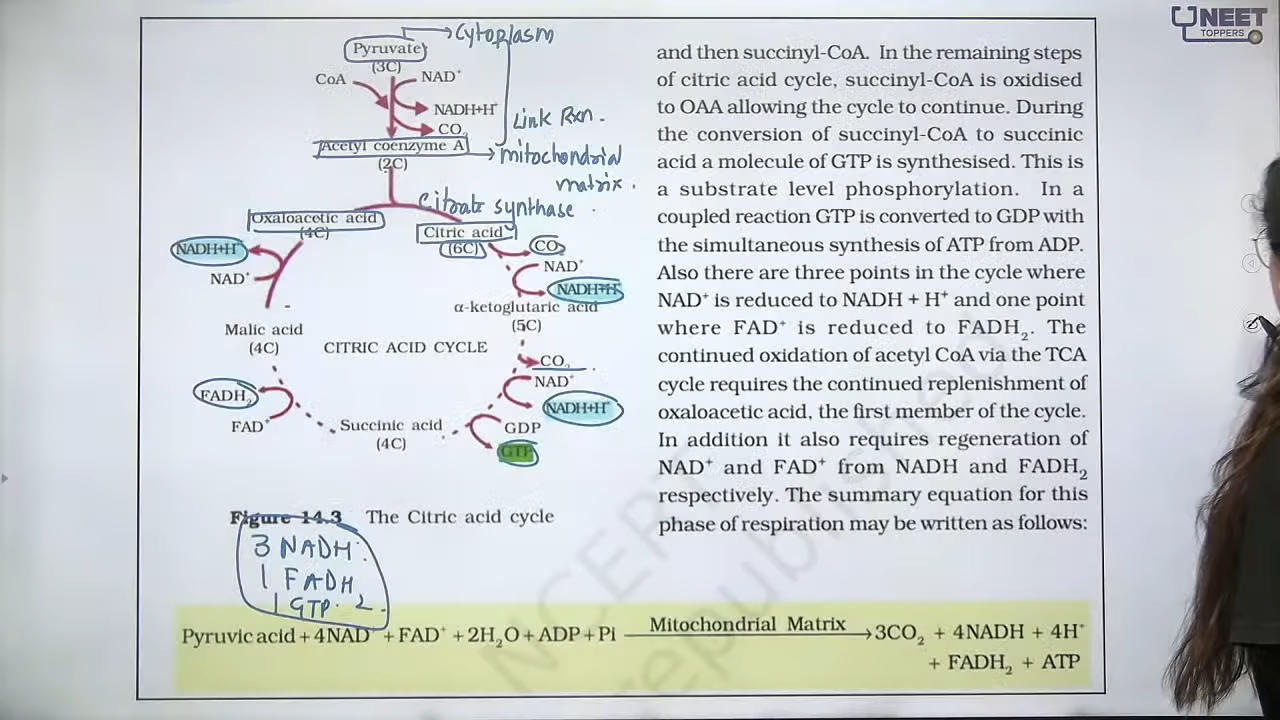 NEET
TOPPERS
Pyruvate
(3C)
Cytoplasm
CoA
NAD⁺
NADH+H⁺
CO₂
Link Rxn.
Acetyl coenzyme A
(2C)
mitochondrial
matrix.
Citrate synthase
Oxaloacetic acid
(4C)
Citric acid
(6C)
CO₂
NADH+H⁺
NAD⁺
NAD⁺
NADH+H⁺
α-ketoglutaric acid
(5C)
Malic acid
(4C)
CITRIC ACID CYCLE
CO₂
NAD⁺
NADH+H⁺
FADH₂
FAD⁺
Succinic acid
(4C)
GDP
GTP
Figure 14.3 The Citric acid cycle
3 NADH
1 FADH₂
1 GTP
and then succinyl-CoA. In the remaining steps
of citric acid cycle, succinyl-CoA is oxidised
to OAA allowing the cycle to continue. During
the conversion of succinyl-CoA to succinic
acid a molecule of GTP is synthesised. This is
a substrate level phosphorylation. In a
coupled reaction GTP is converted to GDP with
the simultaneous synthesis of ATP from ADP.
Also there are three points in the cycle where
NAD⁺ is reduced to NADH + H⁺ and one point
where FAD⁺ is reduced to FADH₂. The
continued oxidation of acetyl CoA via the TCA
cycle requires the continued replenishment of
oxaloacetic acid, the first member of the cycle.
In addition it also requires regeneration of
NAD⁺ and FAD⁺ from NADH and FADH₂
respectively. The summary equation for this
phase of respiration may be written as follows:
Pyruvic acid + 4NAD⁺ + FAD⁺ + 2H₂O + ADP + Pi Mitochondrial Matrix 3CO₂ + 4NADH + 4H⁺
+ FADH₂ + ATP
NCERT
republished